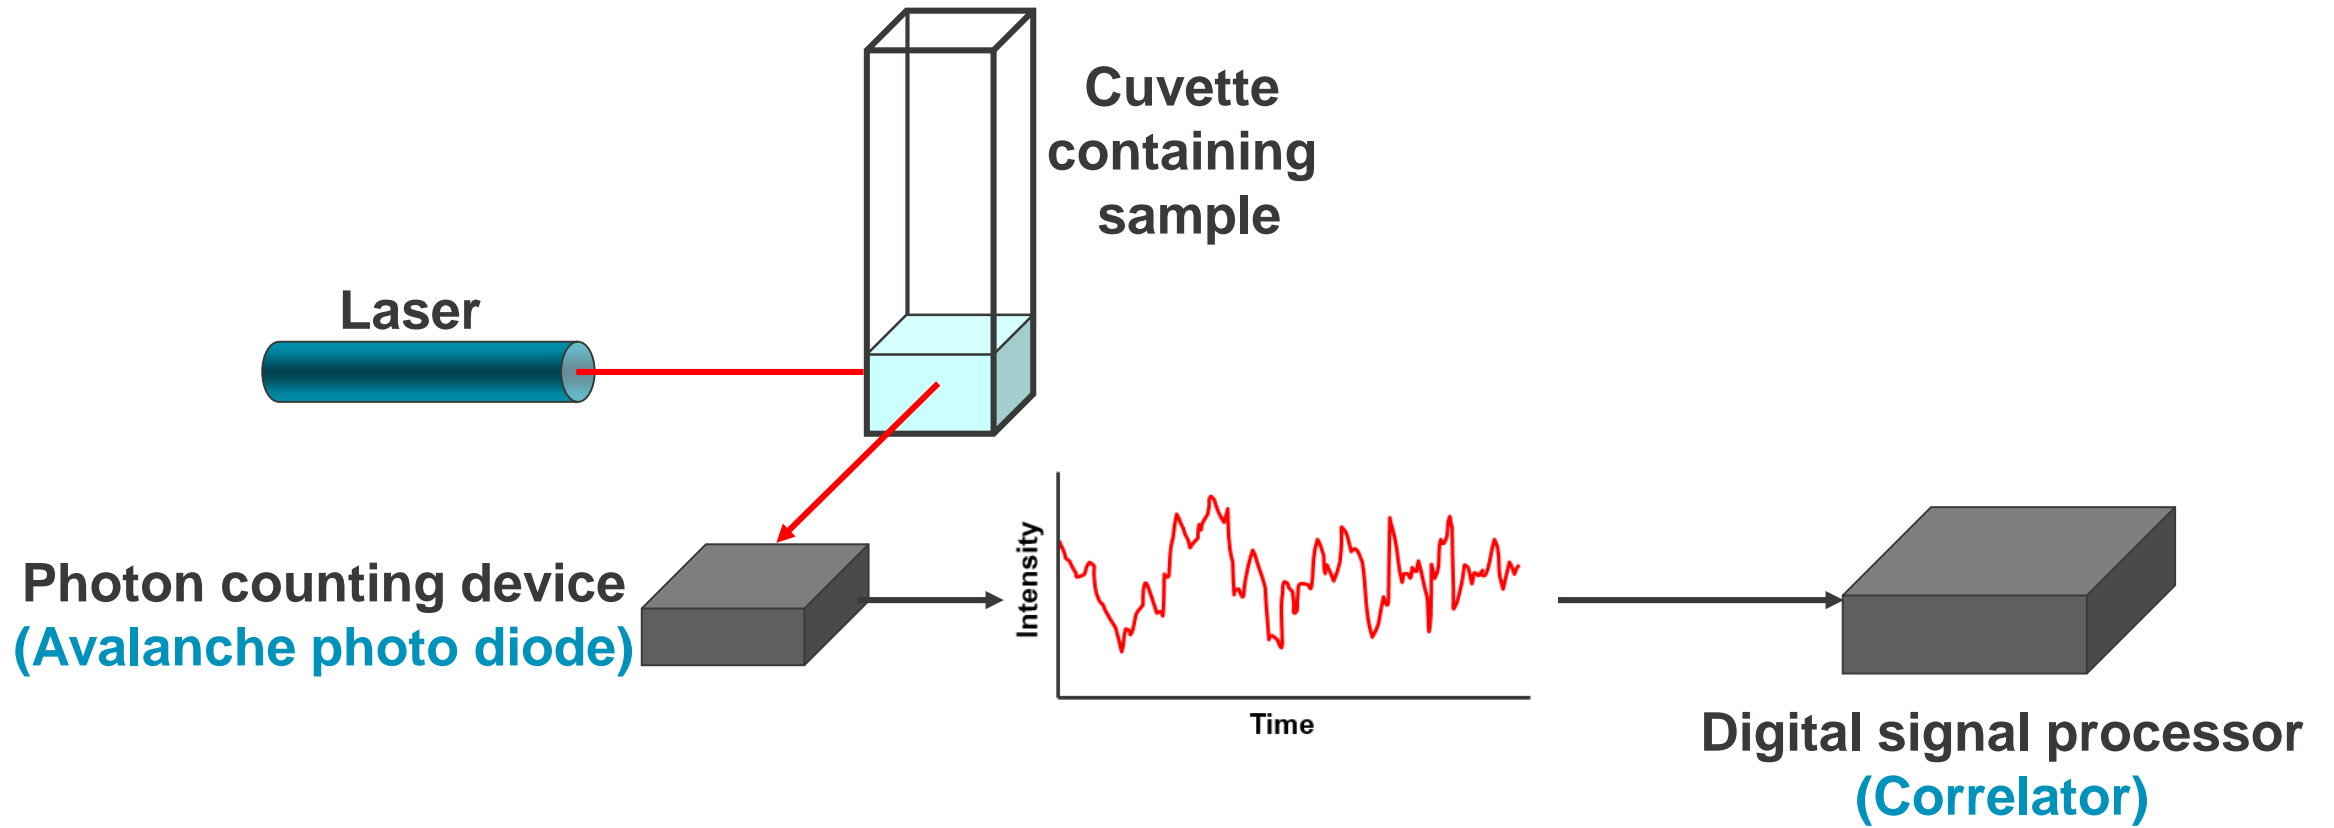 Cuvette
containing
sample
Laser
Photon counting device
(Avalanche photo diode)
Intensity
Time
Digital signal processor
(Correlator)